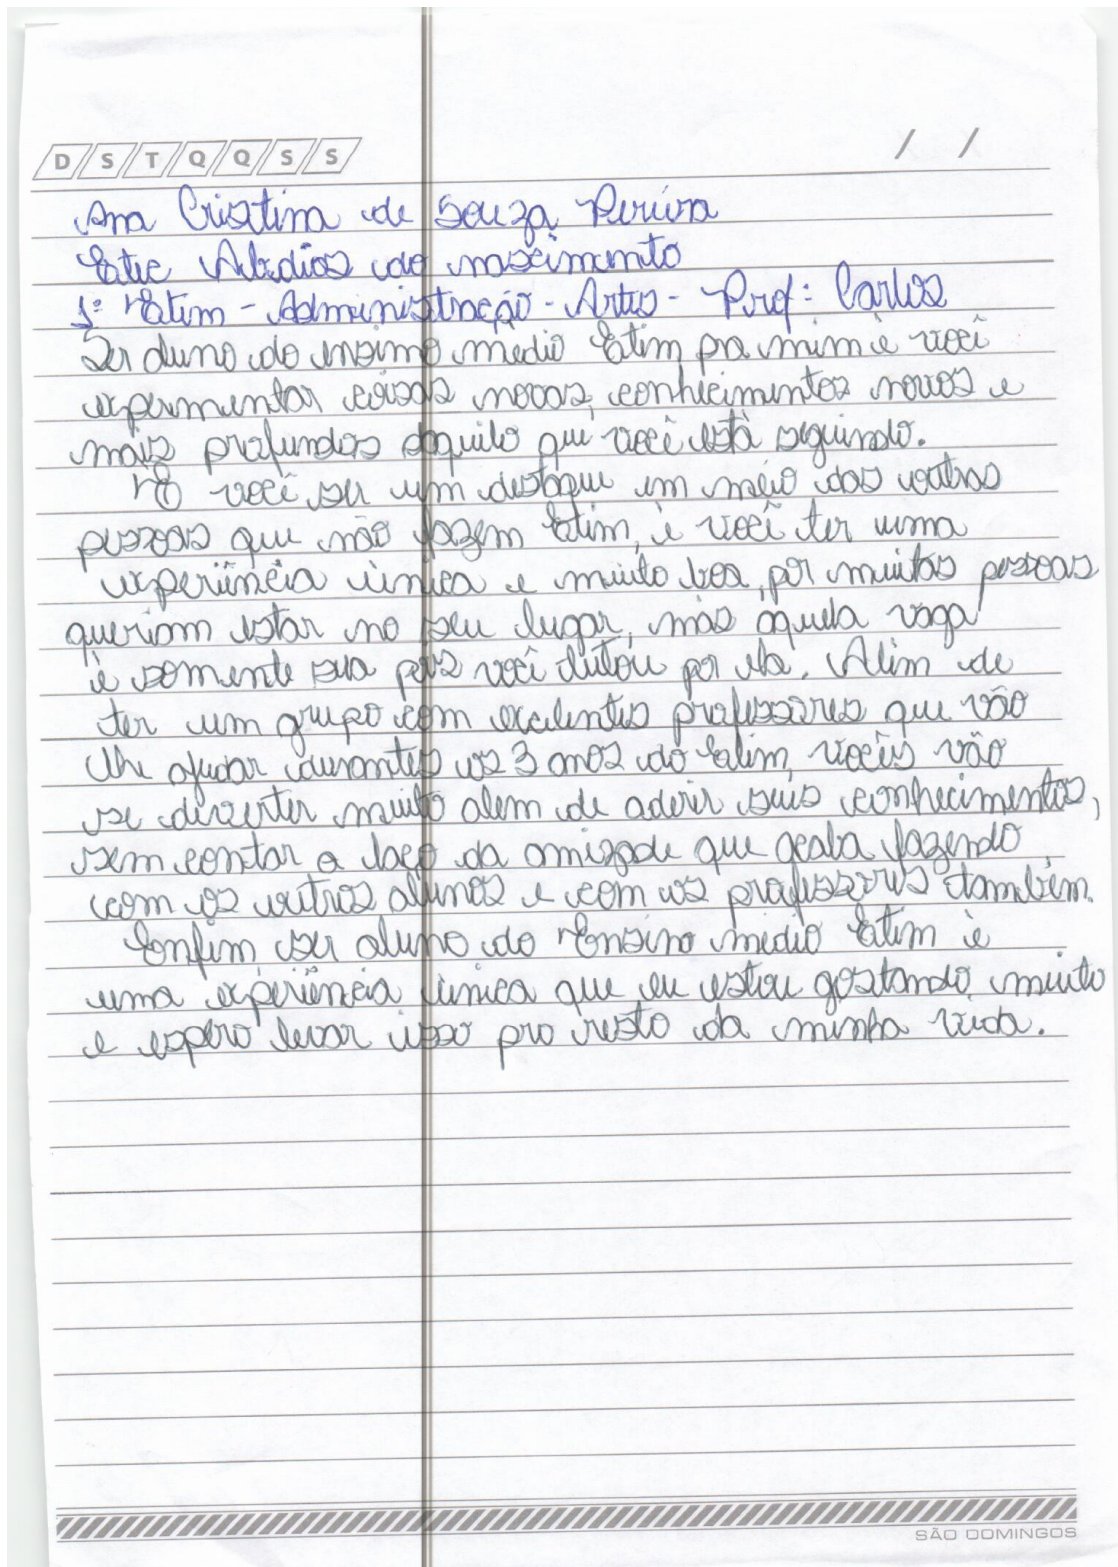 D S T Q Q S S / /
Ana Cristina de Souza Pereira
Etec Abdias do nascimento
1º Etim - Administração - Artes - Prof: Carlos
Ser aluno do ensino medio Etim pra mim é você
experimentar coisas novas, conhecimentos novos e
mais profundos daquilo que você está seguindo.
É você ser um destaque em meio das outras
pessoas que não fazem Etim, é você ter uma
experiência única e muito boa, por muitas pessoas
queriam estar no seu lugar, mas aquela vaga
é somente sua pois você lutou por ela. Alem de
ter um grupo com excelentes professores que vão
lhe ajudar durantes os 3 anos do Etim, vocês vão
se diverter muito alem de aderir seus conhecimentos,
sem contar o laço da amizade que acaba fazendo
com os outros alunos e com os professores também.
Enfim, ser aluno do Ensino médio Etim é
uma experiência única que eu estou gostando muito
e espero levar isso pro resto da minha vida.
SÃO DOMINGOS